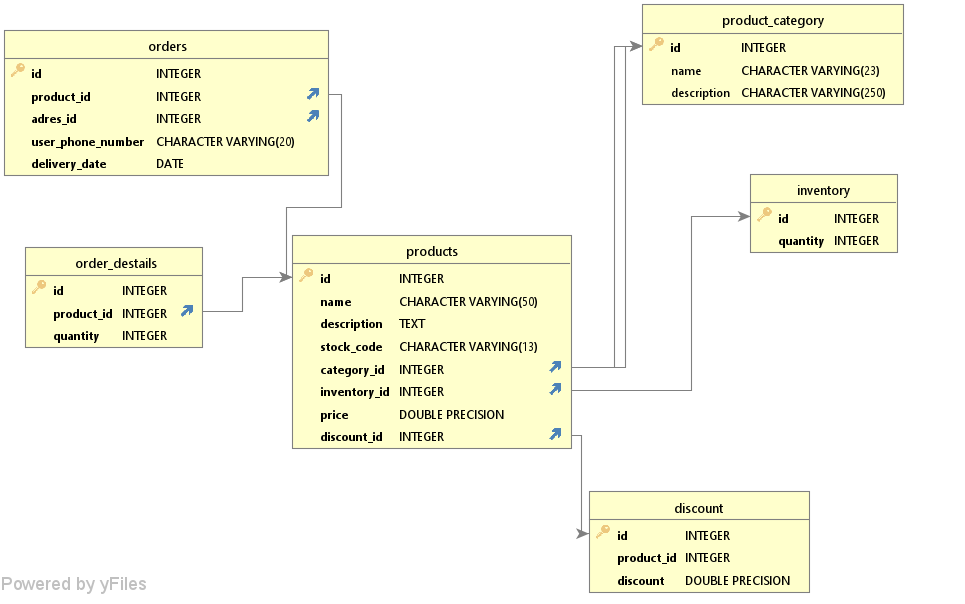 orders
id INTEGER
product_id INTEGER
adres_id INTEGER
user_phone_number CHARACTER VARYING(20)
delivery_date DATE
product_category
id INTEGER
name CHARACTER VARYING(23)
description CHARACTER VARYING(250)
inventory
id INTEGER
quantity INTEGER
order_destails
id INTEGER
product_id INTEGER
quantity INTEGER
products
id INTEGER
name CHARACTER VARYING(50)
description TEXT
stock_code CHARACTER VARYING(13)
category_id INTEGER
inventory_id INTEGER
price DOUBLE PRECISION
discount_id INTEGER
discount
id INTEGER
product_id INTEGER
discount DOUBLE PRECISION
Powered by yFiles